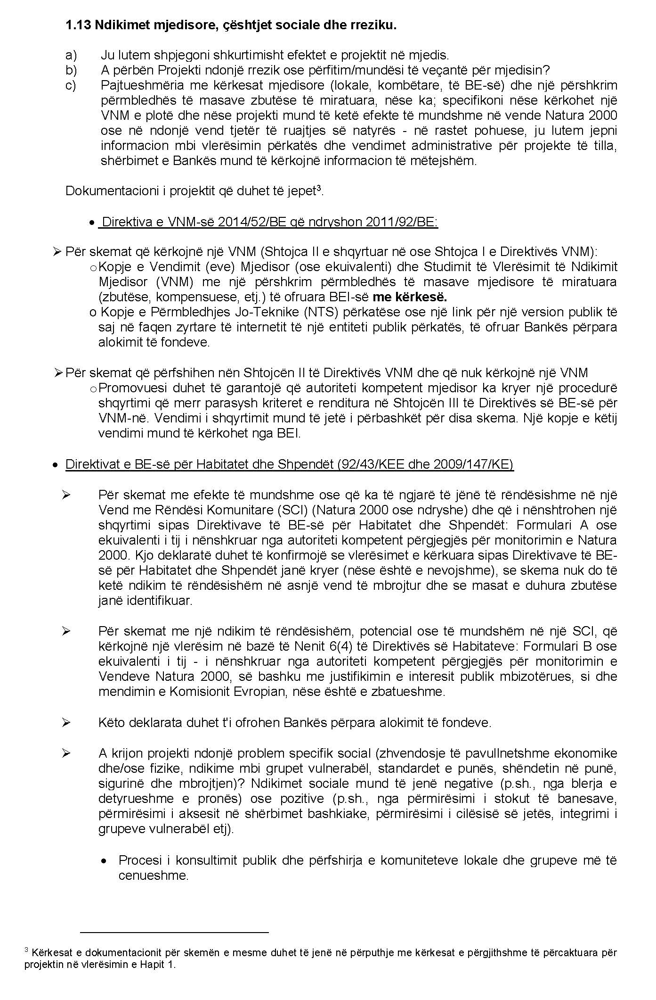 1.13 Ndikimet mjedisore, çështjet sociale dhe rreziku.
a) Ju lutem shpjegoni shkurtimisht efektet e projektit në mjedis.
b) A përbën Projekti ndonjë rrezik ose përfitim/mundësi të veçantë për mjedisin?
c) Pajtueshmëria me kërkesat mjedisore (lokale, kombëtare, të BE-së) dhe një përshkrim
përmbledhës të masave zbutëse të miratuara, nëse ka; specifikoni nëse kërkohet një
VNM e plotë dhe nëse projekti mund të ketë efekte të mundshme në vende Natura 2000
ose në ndonjë vend tjetër të ruajtjes së natyrës - në rastet pohuese, ju lutem jepni
informacion mbi vlerësimin përkatës dhe vendimet administrative për projekte të tilla,
shërbimet e Bankës mund të kërkojnë informacion të mëtejshëm.
Dokumentacioni i projektit që duhet të jepet³.
• Direktiva e VNM-së 2014/52/BE që ndryshon 2011/92/BE:
➢ Për skemat që kërkojnë një VNM (Shtojca II e shqyrtuar në ose Shtojca I e Direktivës VNM):
o Kopje e Vendimit (eve) Mjedisor (ose ekuivalenti) dhe Studimit të Vlerësimit të Ndikimit
Mjedisor (VNM) me një përshkrim përmbledhës të masave mjedisore të miratuara
(zbutëse, kompensuese, etj.) të ofruara BEI-së me kërkesë.
o Kopje e Përmbledhjes Jo-Teknike (NTS) përkatëse ose një link për një version publik të
saj në faqen zyrtare të internetit të një entiteti publik përkatës, të ofruar Bankës përpara
alokimit të fondeve.
➢ Për skemat që përfshihen nën Shtojcën II të Direktivës VNM dhe që nuk kërkojnë një VNM
o Promovuesi duhet të garantojë që autoriteti kompetent mjedisor ka kryer një procedurë
shqyrtimi që merr parasysh kriteret e renditura në Shtojcën III të Direktivës së BE-së për
VNM-në. Vendimi i shqyrtimit mund të jetë i përbashkët për disa skema. Një kopje e këtij
vendimi mund të kërkohet nga BEI.
• Direktivat e BE-së për Habitatet dhe Shpendët (92/43/KEE dhe 2009/147/KE)
➢ Për skemat me efekte të mundshme ose që ka të ngjarë të jënë të rëndësishme në një
Vend me Rëndësi Komunitare (SCI) (Natura 2000 ose ndryshe) dhe që i nënshtrohen një
shqyrtimi sipas Direktivave të BE-së për Habitatet dhe Shpendët: Formulari A ose
ekuivalenti i tij i nënshkruar nga autoriteti kompetent përgjegjës për monitorimin e Natura
2000. Kjo deklaratë duhet të konfirmojë se vlerësimet e kërkuara sipas Direktivave të BE-
së për Habitatet dhe Shpendët janë kryer (nëse është e nevojshme), se skema nuk do të
ketë ndikim të rëndësishëm në asnjë vend të mbrojtur dhe se masat e duhura zbutëse
janë identifikuar.
➢ Për skemat me një ndikim të rëndësishëm, potencial ose të mundshëm në një SCI, që
kërkojnë një vlerësim në bazë të Nenit 6(4) të Direktivës së Habitateve: Formulari B ose
ekuivalenti i tij - i nënshkruar nga autoriteti kompetent përgjegjës për monitorimin e
Vendeve Natura 2000, së bashku me justifikimin e interesit publik mbizotërues, si dhe
mendimin e Komisionit Evropian, nëse është e zbatueshme.
➢ Këto deklarata duhet t'i ofrohen Bankës përpara alokimit të fondeve.
➢ A krijon projekti ndonjë problem specifik social (zhvendosje të pavullnetshme ekonomike
dhe/ose fizike, ndikime mbi grupet vulnerabël, standardet e punës, shëndetin në punë,
sigurinë dhe mbrojtjen)? Ndikimet sociale mund të jenë negative (p.sh., nga blerja e
detyrueshme e pronës) ose pozitive (p.sh., nga përmirësimi i stokut të banesave,
përmirësimi i aksesit në shërbimet bashkiake, përmirësimi i cilësisë së jetës, integrimi i
grupeve vulnerabël etj).
• Procesi i konsultimit publik dhe përfshirja e komuniteteve lokale dhe grupeve më të
cenueshme.
³ Kërkesat e dokumentacionit për skemën e mesme duhet të jenë në përputhje me kërkesat e përgjithshme të përcaktuara për
projektin në vlerësimin e Hapit 1.